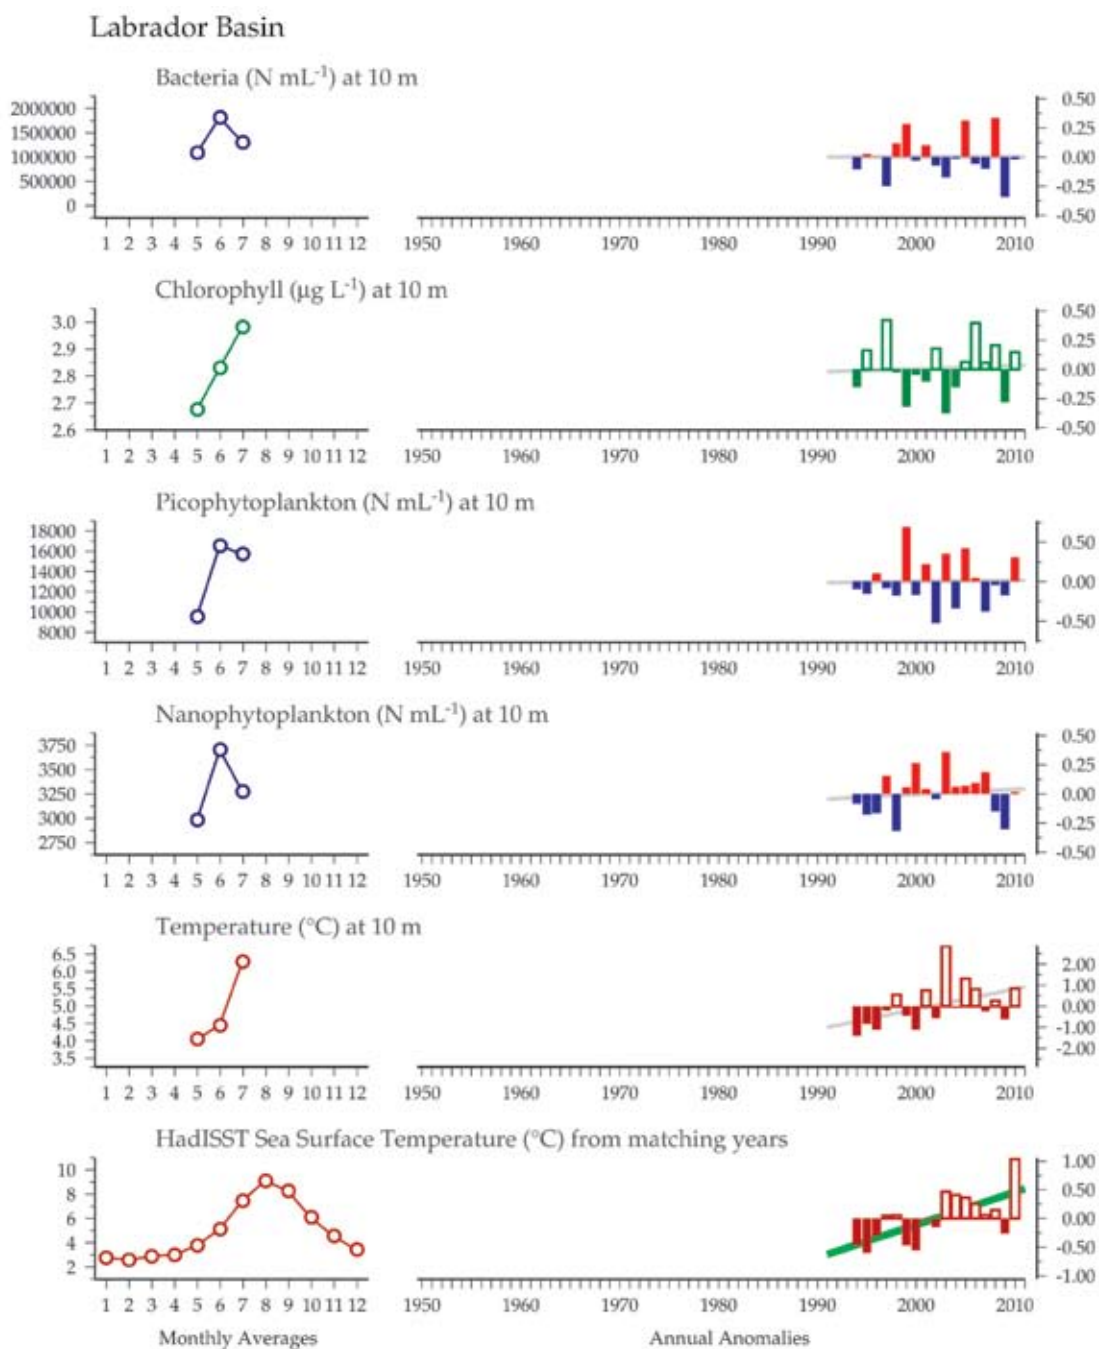 Labrador Basin
Bacteria (N mL⁻¹) at 10 m
2000000
1500000
1000000
500000
0
0.50
0.25
0.00
-0.25
-0.50
1 2 3 4 5 6 7 8 9 10 11 12
1950 1960 1970 1980 1990 2000 2010
Chlorophyll (µg L⁻¹) at 10 m
3.0
2.9
2.8
2.7
2.6
0.50
0.25
0.00
-0.25
-0.50
1 2 3 4 5 6 7 8 9 10 11 12
1950 1960 1970 1980 1990 2000 2010
Picophytoplankton (N mL⁻¹) at 10 m
18000
16000
14000
12000
10000
8000
0.50
0.00
-0.50
1 2 3 4 5 6 7 8 9 10 11 12
1950 1960 1970 1980 1990 2000 2010
Nanophytoplankton (N mL⁻¹) at 10 m
3750
3500
3250
3000
2750
0.50
0.25
0.00
-0.25
-0.50
1 2 3 4 5 6 7 8 9 10 11 12
1950 1960 1970 1980 1990 2000 2010
Temperature (°C) at 10 m
6.5
6.0
5.5
5.0
4.5
4.0
3.5
2.00
1.00
0.00
-1.00
-2.00
1 2 3 4 5 6 7 8 9 10 11 12
1950 1960 1970 1980 1990 2000 2010
HadISST Sea Surface Temperature (°C) from matching years
10
8
6
4
2
1.00
0.50
0.00
-0.50
-1.00
1 2 3 4 5 6 7 8 9 10 11 12
1950 1960 1970 1980 1990 2000 2010
Monthly Averages
Annual Anomalies